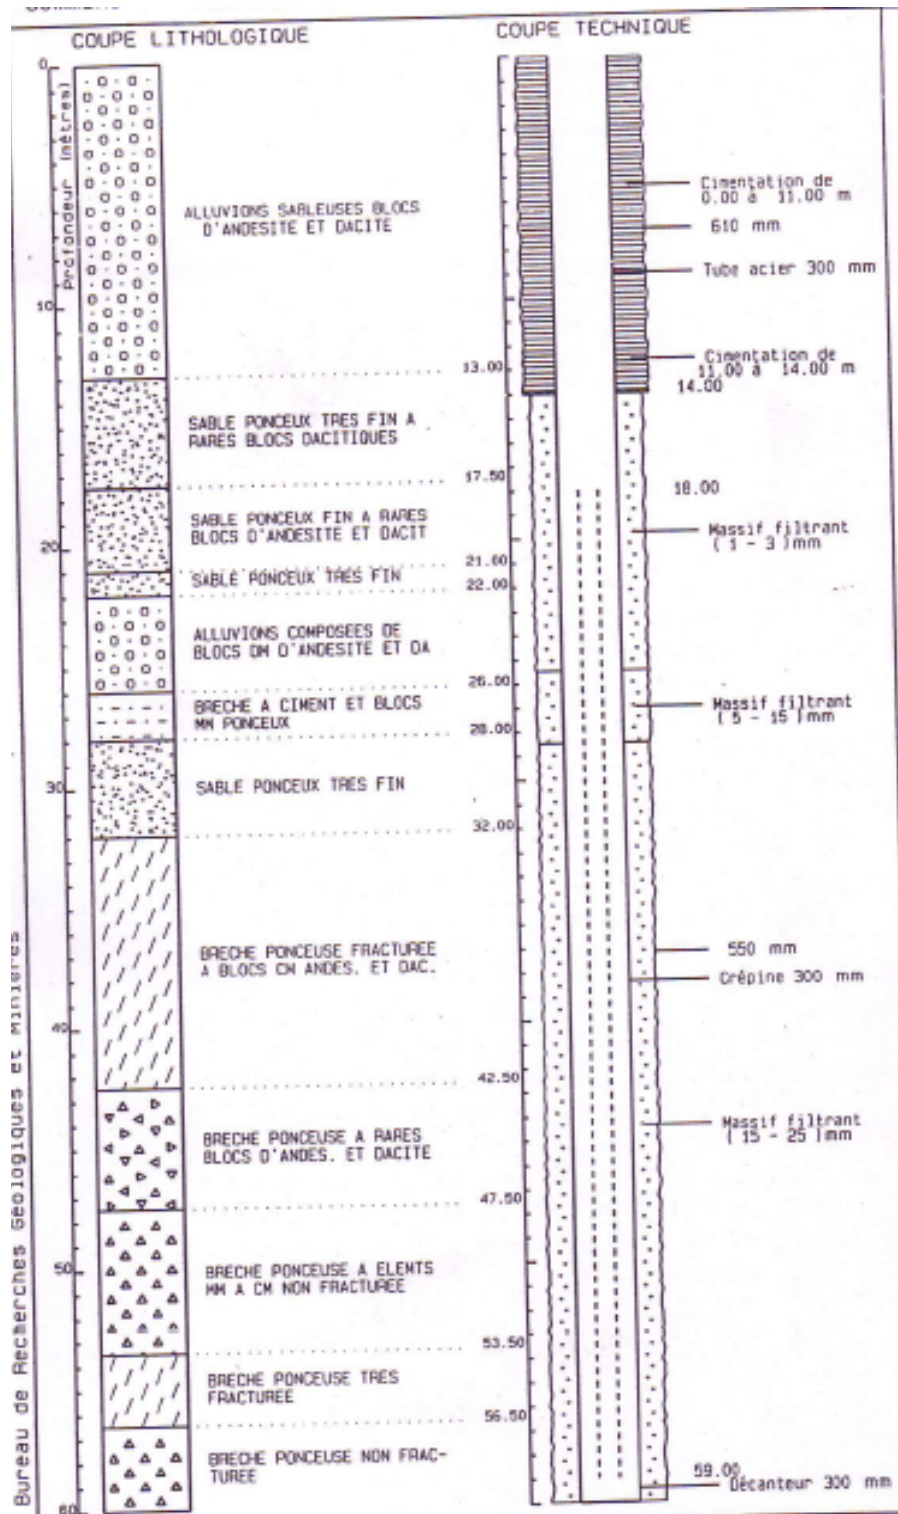 COUPE LITHOLOGIQUE
COUPE TECHNIQUE
0
Profondeur (mètres)
ALLUVIONS SABLEUSES BLOCS
D'ANDESITE ET DACITE
Cimentation de
0.00 à 11.00 m
610 mm
Tube acier 300 mm
10
13.00
Cimentation de
11.00 à 14.00 m
14.00
SABLE PONCEUX TRES FIN A
RARES BLOCS DACITIQUES
17.50
18.00
SABLE PONCEUX FIN A RARES
BLOCS D'ANDESITE ET DACIT
Massif filtrant
( 1 - 3 )mm
20
21.00
SABLE PONCEUX TRES FIN
22.00
ALLUVIONS COMPOSEES DE
BLOCS DM D'ANDESITE ET DA
26.00
BRECHE A CIMENT ET BLOCS
MM PONCEUX
Massif filtrant
( 5 - 15 )mm
28.00
SABLE PONCEUX TRES FIN
30
32.00
BRECHE PONCEUSE FRACTUREE
A BLOCS CM ANDES. ET DAC.
550 mm
Crépine 300 mm
40
42.50
BRECHE PONCEUSE A RARES
BLOCS D'ANDES. ET DACITE
Massif filtrant
( 15 - 25 )mm
47.50
BRECHE PONCEUSE A ELEMTS
MM A CM NON FRACTUREE
50
53.50
BRECHE PONCEUSE TRES
FRACTUREE
56.50
BRECHE PONCEUSE NON FRAC-
TUREE
59.00
Décanteur 300 mm
60
Bureau de Recherches Géologiques et Minières